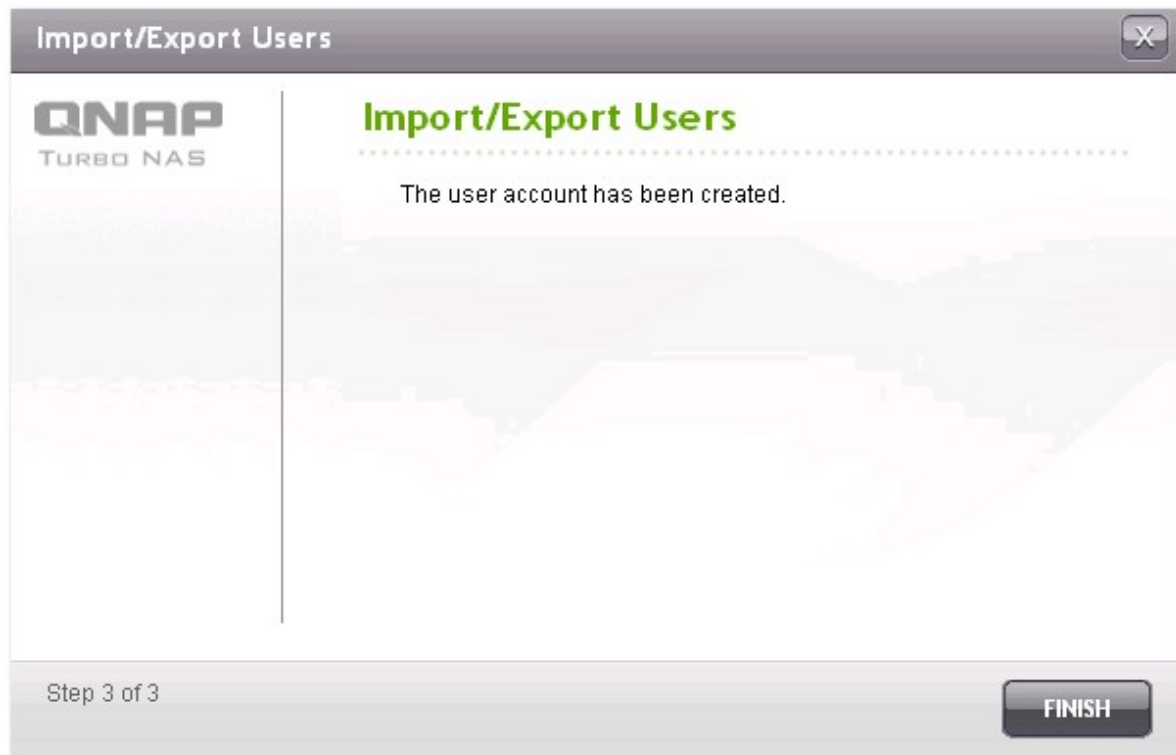 Import/Export Users
X
QNAP
TURBO NAS
Import/Export Users
The user account has been created.
Step 3 of 3
FINISH